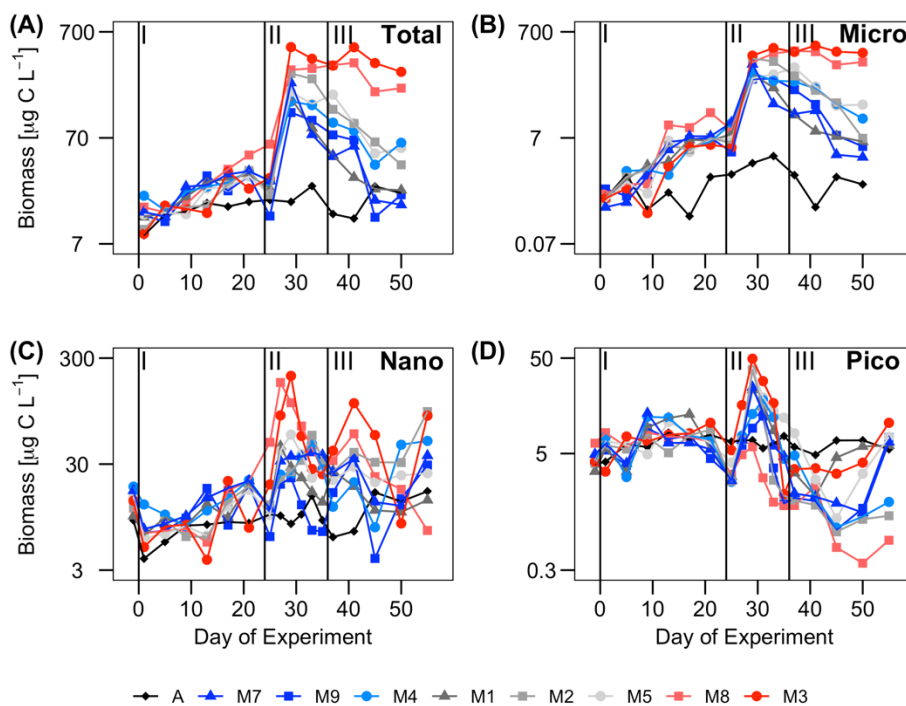 (A) I II III Total
(B) I II III Micro
Biomass [µg C L⁻¹]
700
70
7
700
7
0.07
0 10 20 30 40 50
0 10 20 30 40 50
(C) I II III Nano
(D) I II III Pico
Biomass [µg C L⁻¹]
300
30
3
50
5
0.3
0 10 20 30 40 50
0 10 20 30 40 50
Day of Experiment
Day of Experiment
A M7 M9 M4 M1 M2 M5 M8 M3